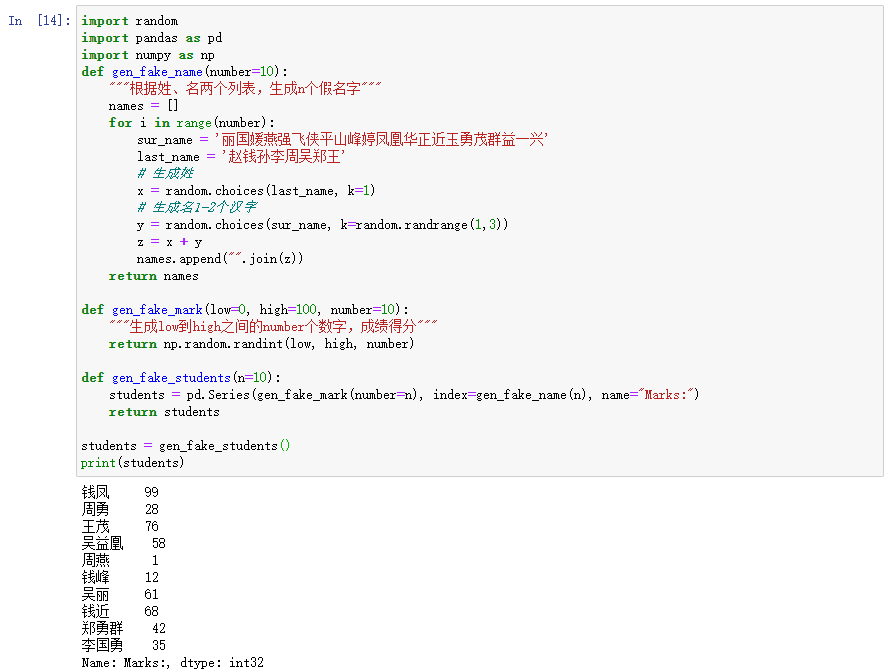 In [14]: import random
import pandas as pd
import numpy as np
def gen_fake_name(number=10):
    """根据姓、名两个列表，生成n个假名字"""
    names = []
    for i in range(number):
        sur_name = '丽国媛燕强飞侠平山峰婷凤凰华正近玉勇茂群益一兴'
        last_name = '赵钱孙李周吴郑王'
        # 生成姓
        x = random.choices(last_name, k=1)
        # 生成名1-2个汉字
        y = random.choices(sur_name, k=random.randrange(1,3))
        z = x + y
        names.append("".join(z))
    return names

def gen_fake_mark(low=0, high=100, number=10):
    """生成low到high之间的number个数字，成绩得分"""
    return np.random.randint(low, high, number)

def gen_fake_students(n=10):
    students = pd.Series(gen_fake_mark(number=n), index=gen_fake_name(n), name="Marks:")
    return students

students = gen_fake_students()
print(students)
钱凤     99
周勇     28
王茂     76
吴益凰    58
周燕      1
钱峰     12
吴丽     61
钱近     68
郑勇群    42
李国勇    35
Name: Marks:, dtype: int32